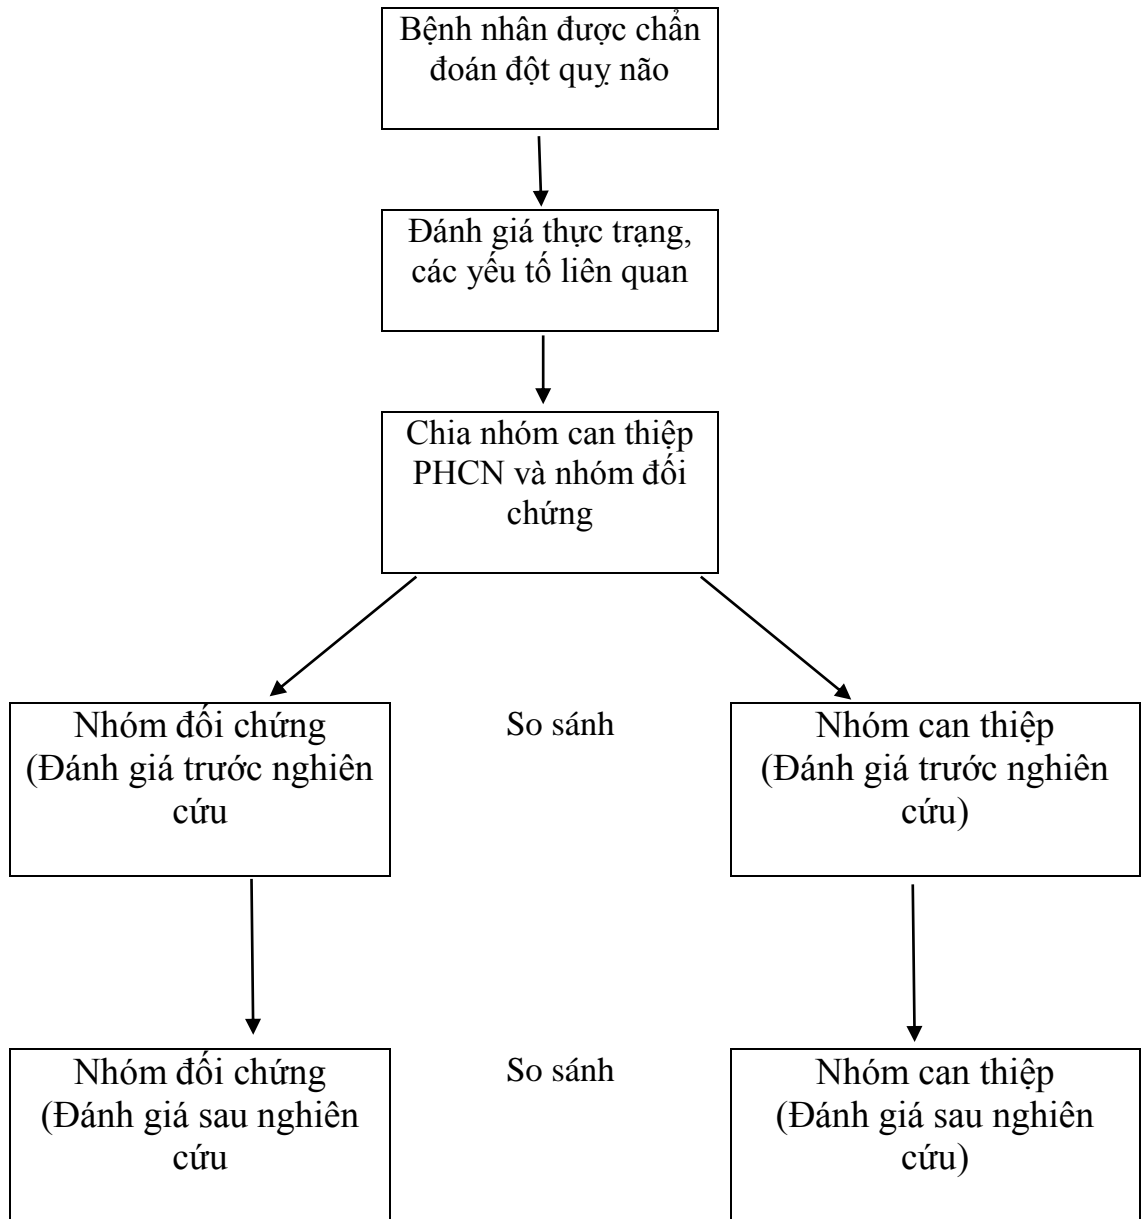 Bệnh nhân được chẩn
đoán đột quỵ não
Đánh giá thực trạng,
các yếu tố liên quan
Chia nhóm can thiệp
PHCN và nhóm đối
chứng
Nhóm đối chứng
(Đánh giá trước nghiên
cứu
So sánh
Nhóm can thiệp
(Đánh giá trước nghiên
cứu)
Nhóm đối chứng
(Đánh giá sau nghiên
cứu
So sánh
Nhóm can thiệp
(Đánh giá sau nghiên
cứu)